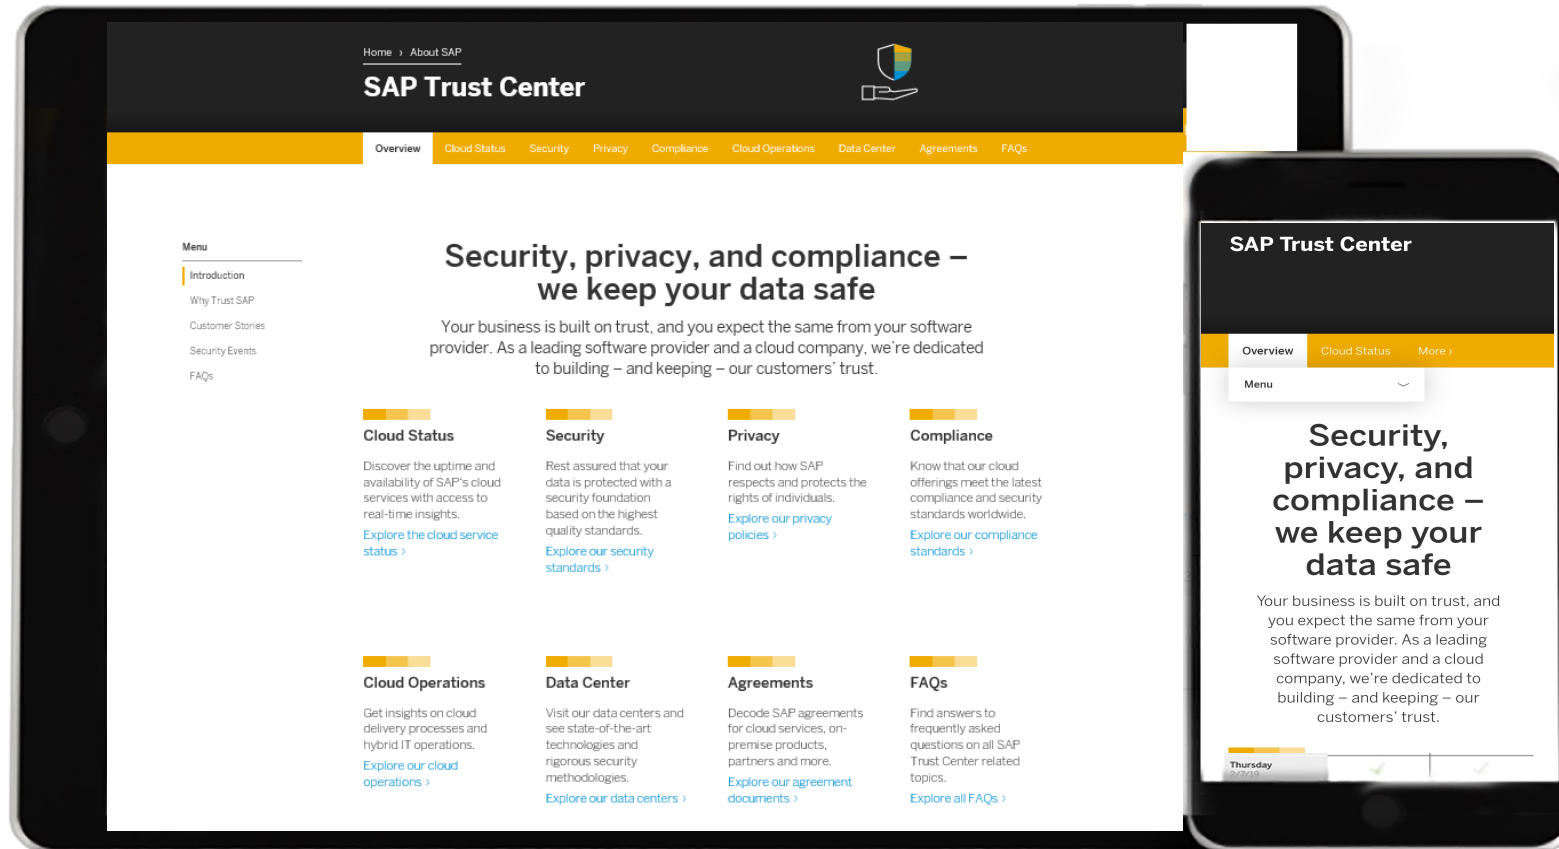 Home › About SAP
SAP Trust Center
Overview Cloud Status Security Privacy Compliance Cloud Operations Data Center Agreements FAQs
Menu
Introduction
Why Trust SAP
Customer Stories
Security Events
FAQs
Security, privacy, and compliance –
we keep your data safe
Your business is built on trust, and you expect the same from your software
provider. As a leading software provider and a cloud company, we’re dedicated
to building – and keeping – our customers’ trust.
Cloud Status
Discover the uptime and
availability of SAP's cloud
services with access to
real-time insights.
Explore the cloud service
status ›
Security
Rest assured that your
data is protected with a
security foundation
based on the highest
quality standards.
Explore our security
standards ›
Privacy
Find out how SAP
respects and protects the
rights of individuals.
Explore our privacy
policies ›
Compliance
Know that our cloud
offerings meet the latest
compliance and security
standards worldwide.
Explore our compliance
standards ›
Cloud Operations
Get insights on cloud
delivery processes and
hybrid IT operations.
Explore our cloud
operations ›
Data Center
Visit our data centers and
see state-of-the-art
technologies and
rigorous security
methodologies.
Explore our data centers ›
Agreements
Decode SAP agreements
for cloud services, on-
premise products,
partners and more.
Explore our agreement
documents ›
FAQs
Find answers to
frequently asked
questions on all SAP
Trust Center related
topics.
Explore all FAQs ›
SAP Trust Center
Overview Cloud Status More ›
Menu
Security,
privacy, and
compliance –
we keep your
data safe
Your business is built on trust, and
you expect the same from your
software provider. As a leading
software provider and a cloud
company, we’re dedicated to
building – and keeping – our
customers’ trust.
Thursday
2/7/19